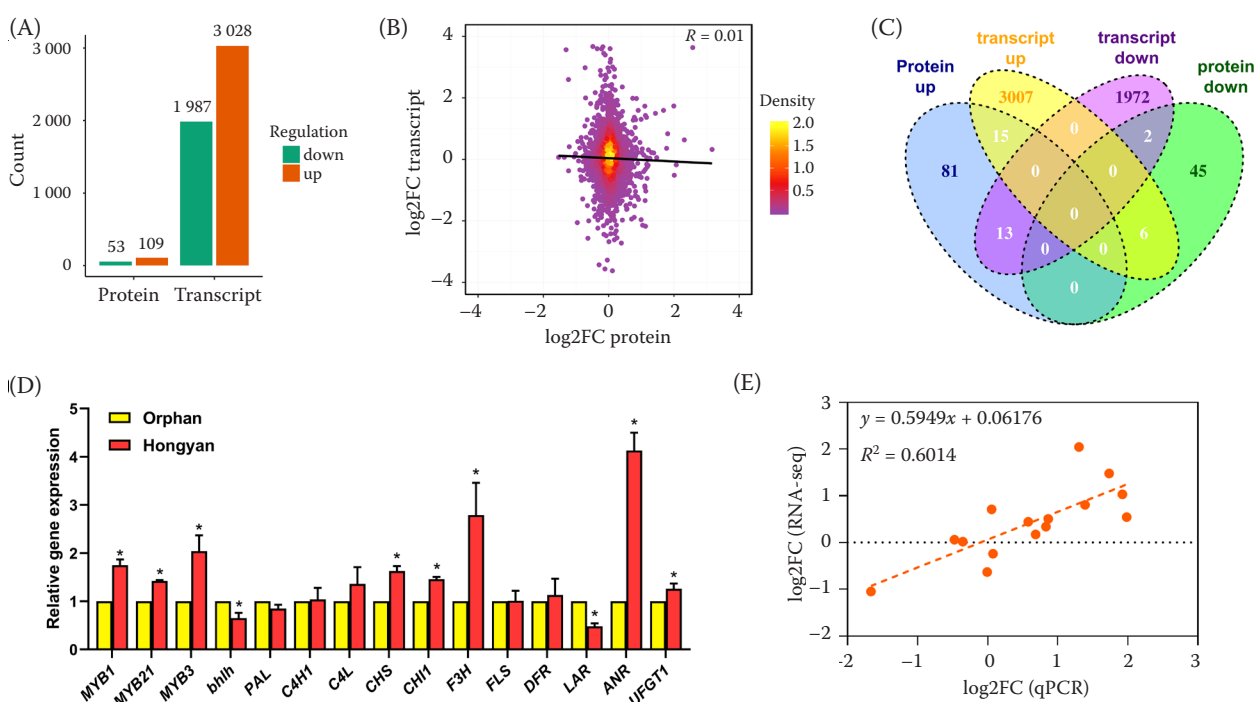 (A)
3 028
3 000
1 987
2 000
Count
1 000
53
109
0
Protein
Transcript
Regulation
down
up
(B)
R = 0.01
4
2
0
−2
−4
log2FC transcript
−4
−2
0
2
4
log2FC protein
Density
2.0
1.5
1.0
0.5
(C)
transcript
up
transcript
down
Protein
up
protein
down
3007
1972
15
0
2
81
0
0
45
0
13
0
0
6
0
(D)
Orphan
Hongyan
Relative gene expression
5
4
3
2
1
0
*
*
*
*
*
*
*
*
*
*
MYB1
MYB21
MYB3
bhlh
PAL
C4H1
C4L
CHS
CHI1
F3H
FLS
DFR
LAR
ANR
UFGT1
(E)
y = 0.5949x + 0.06176
R² = 0.6014
3
2
1
0
−1
−2
log2FC (RNA-seq)
-2
−1
0
1
2
3
log2FC (qPCR)